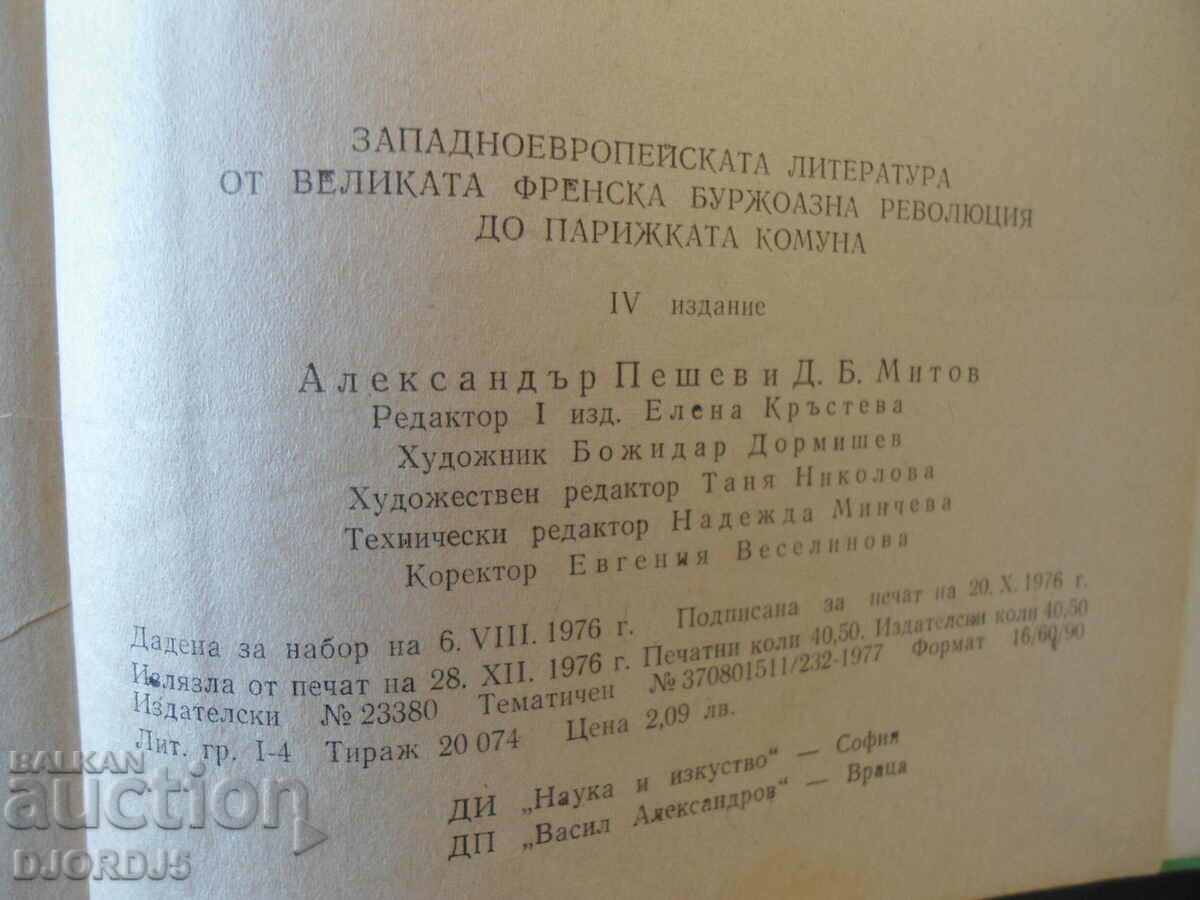 ЗАПАДНОЕВРОПЕЙСКАТА ЛИТЕРАТУРА
ОТ ВЕЛИКАТА ФРЕНСКА БУРЖОАЗНА РЕВОЛЮЦИЯ
ДО ПАРИЖКАТА КОМУНА
IV издание
Александър Пешев и Д. Б. Митов
Редактор I изд. Елена Кръстева
Художник Божидар Дормишев
Художествен редактор Таня Николова
Технически редактор Надежда Минчева
Коректор Евгения Веселинова
Дадена за набор на 6. VIII. 1976 г. Подписана за печат на 20. X. 1976 г.
Излязла от печат на 28. XII. 1976 г. Печатни коли 40,50. Издателски коли 40,50
Издателски № 23380 Тематичен № 370801511/232-1977 Формат 16/60/90
Лит. гр. I-4 Тираж 20 074 Цена 2,09 лв.
ДИ „Наука и изкуство“ — София
ДП „Васил Александров“ — Враца
BALKAN
auction
DJORDJ5